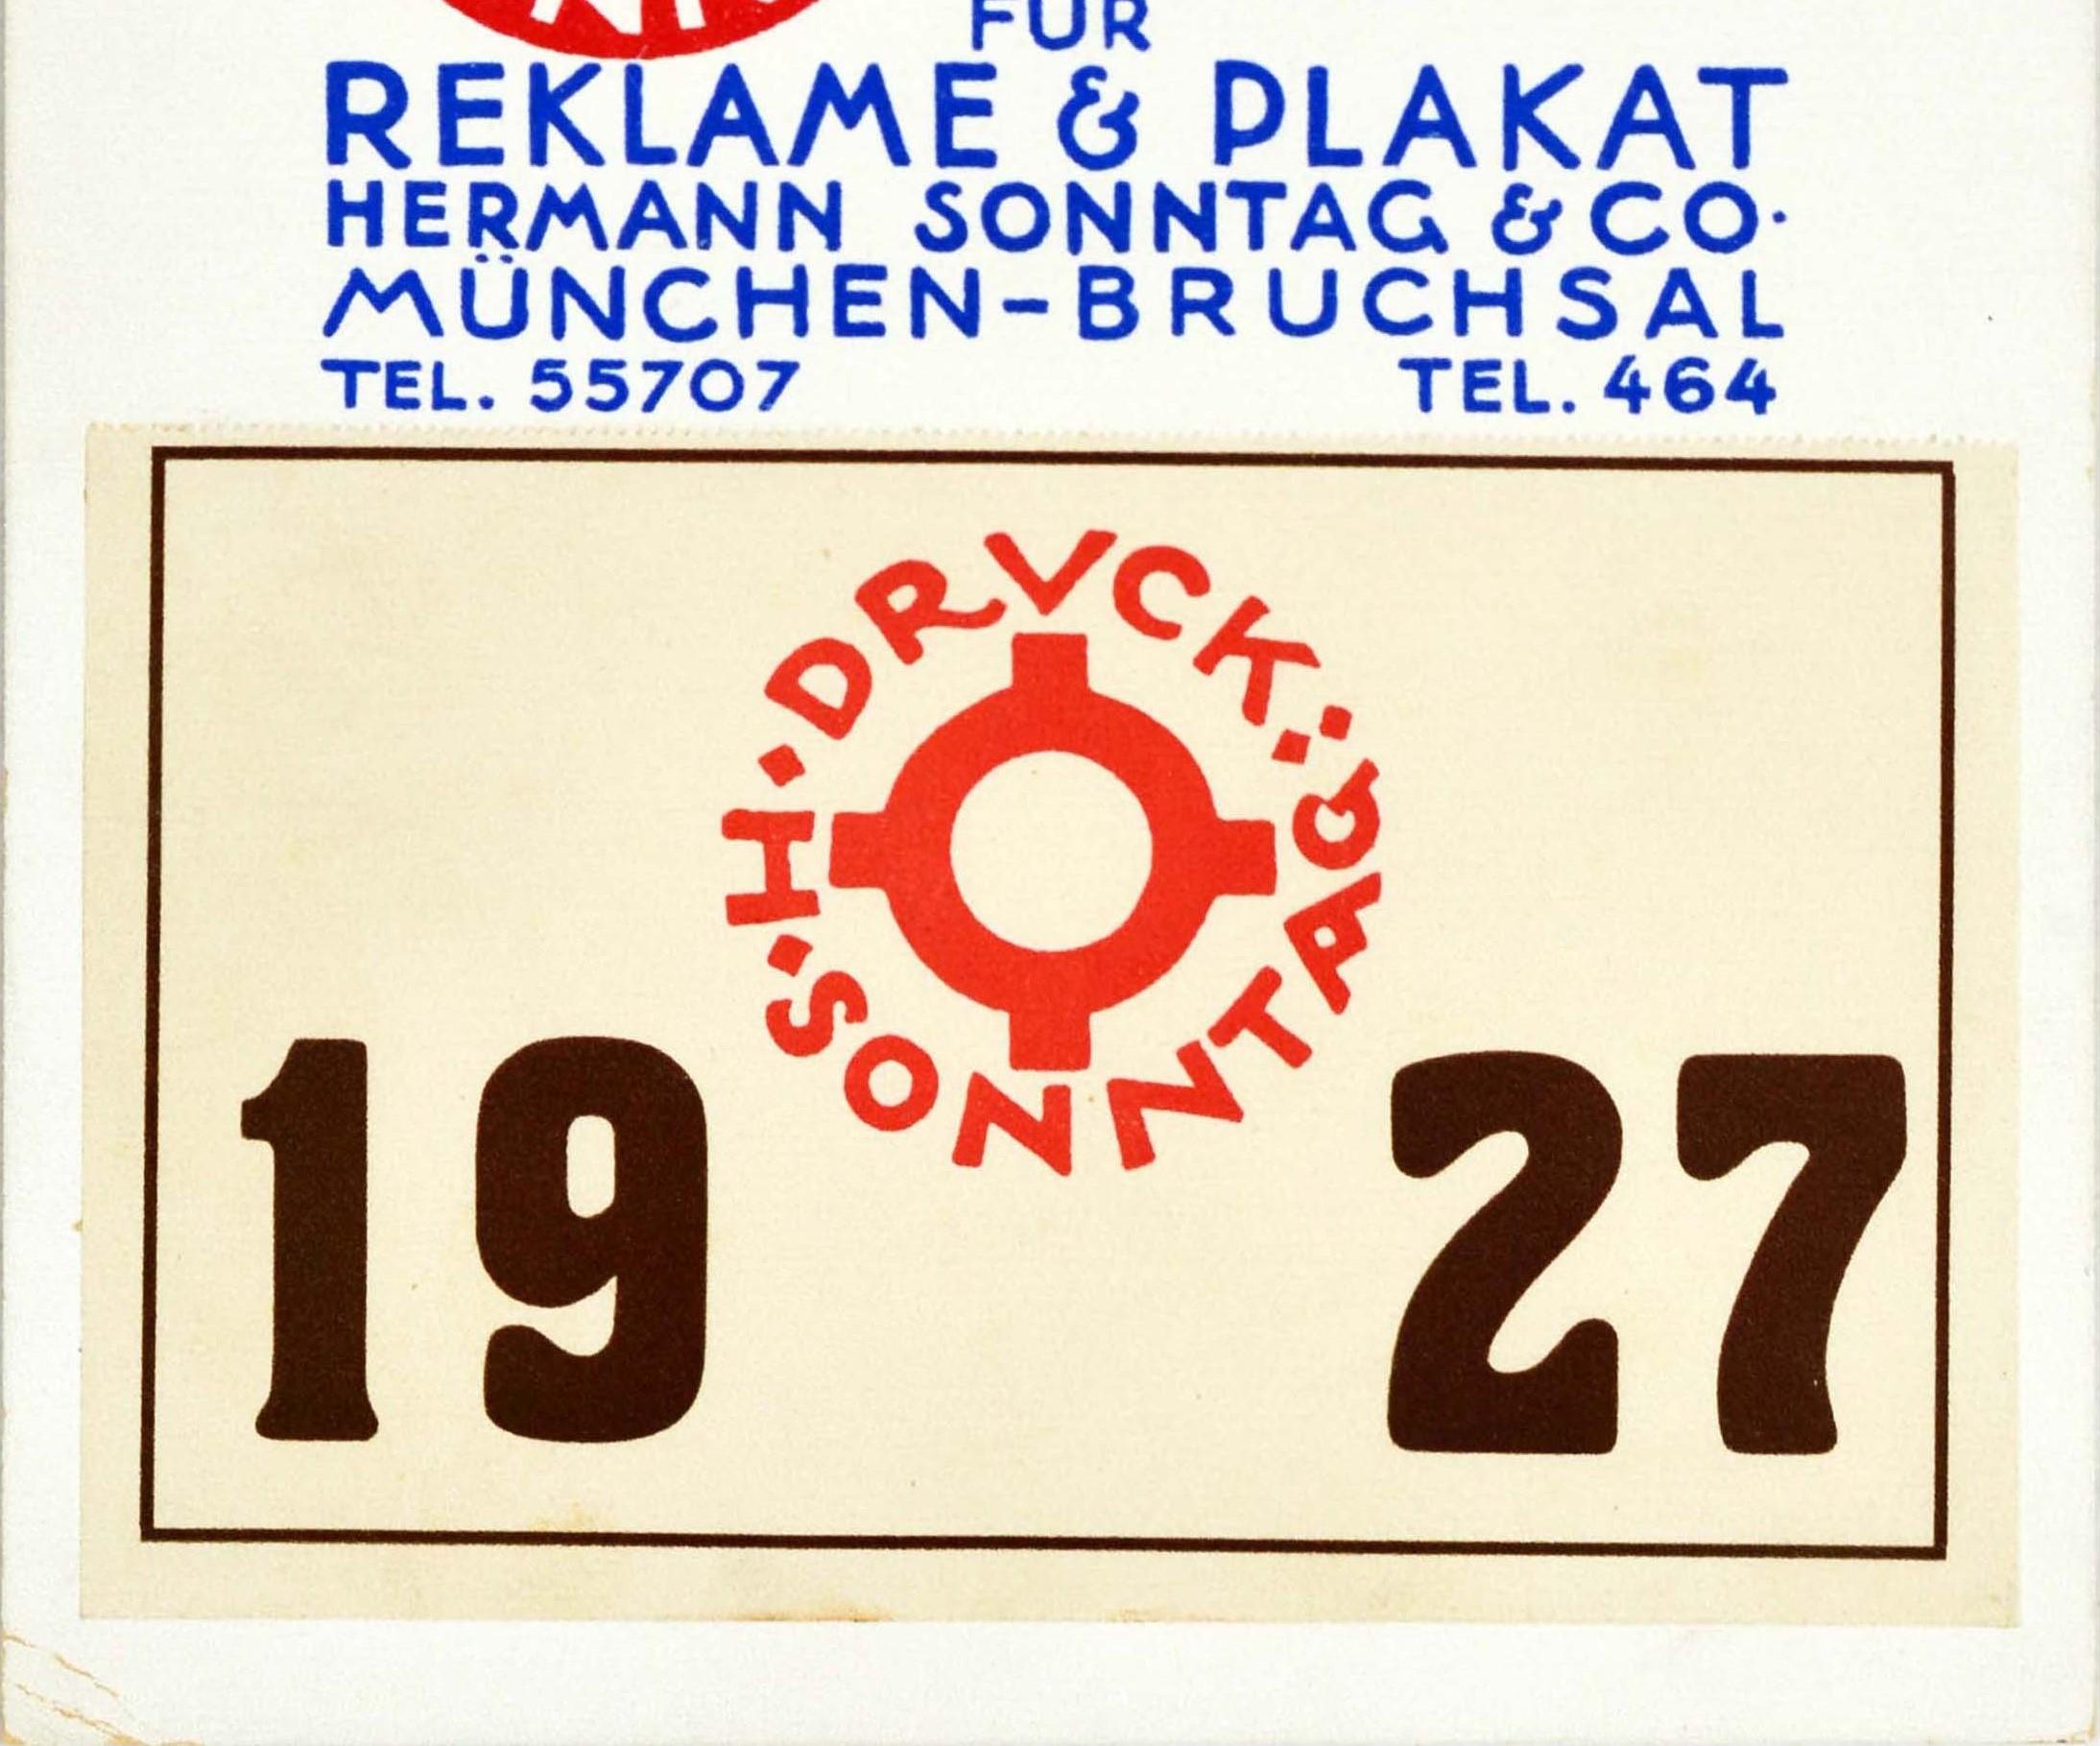 FÜR
REKLAME & PLAKAT
HERMANN SONNTAG & CO·
MÜNCHEN-BRUCHSAL
TEL. 55707 TEL. 464
H·DRVCK:
H·SONNTAG
19 27